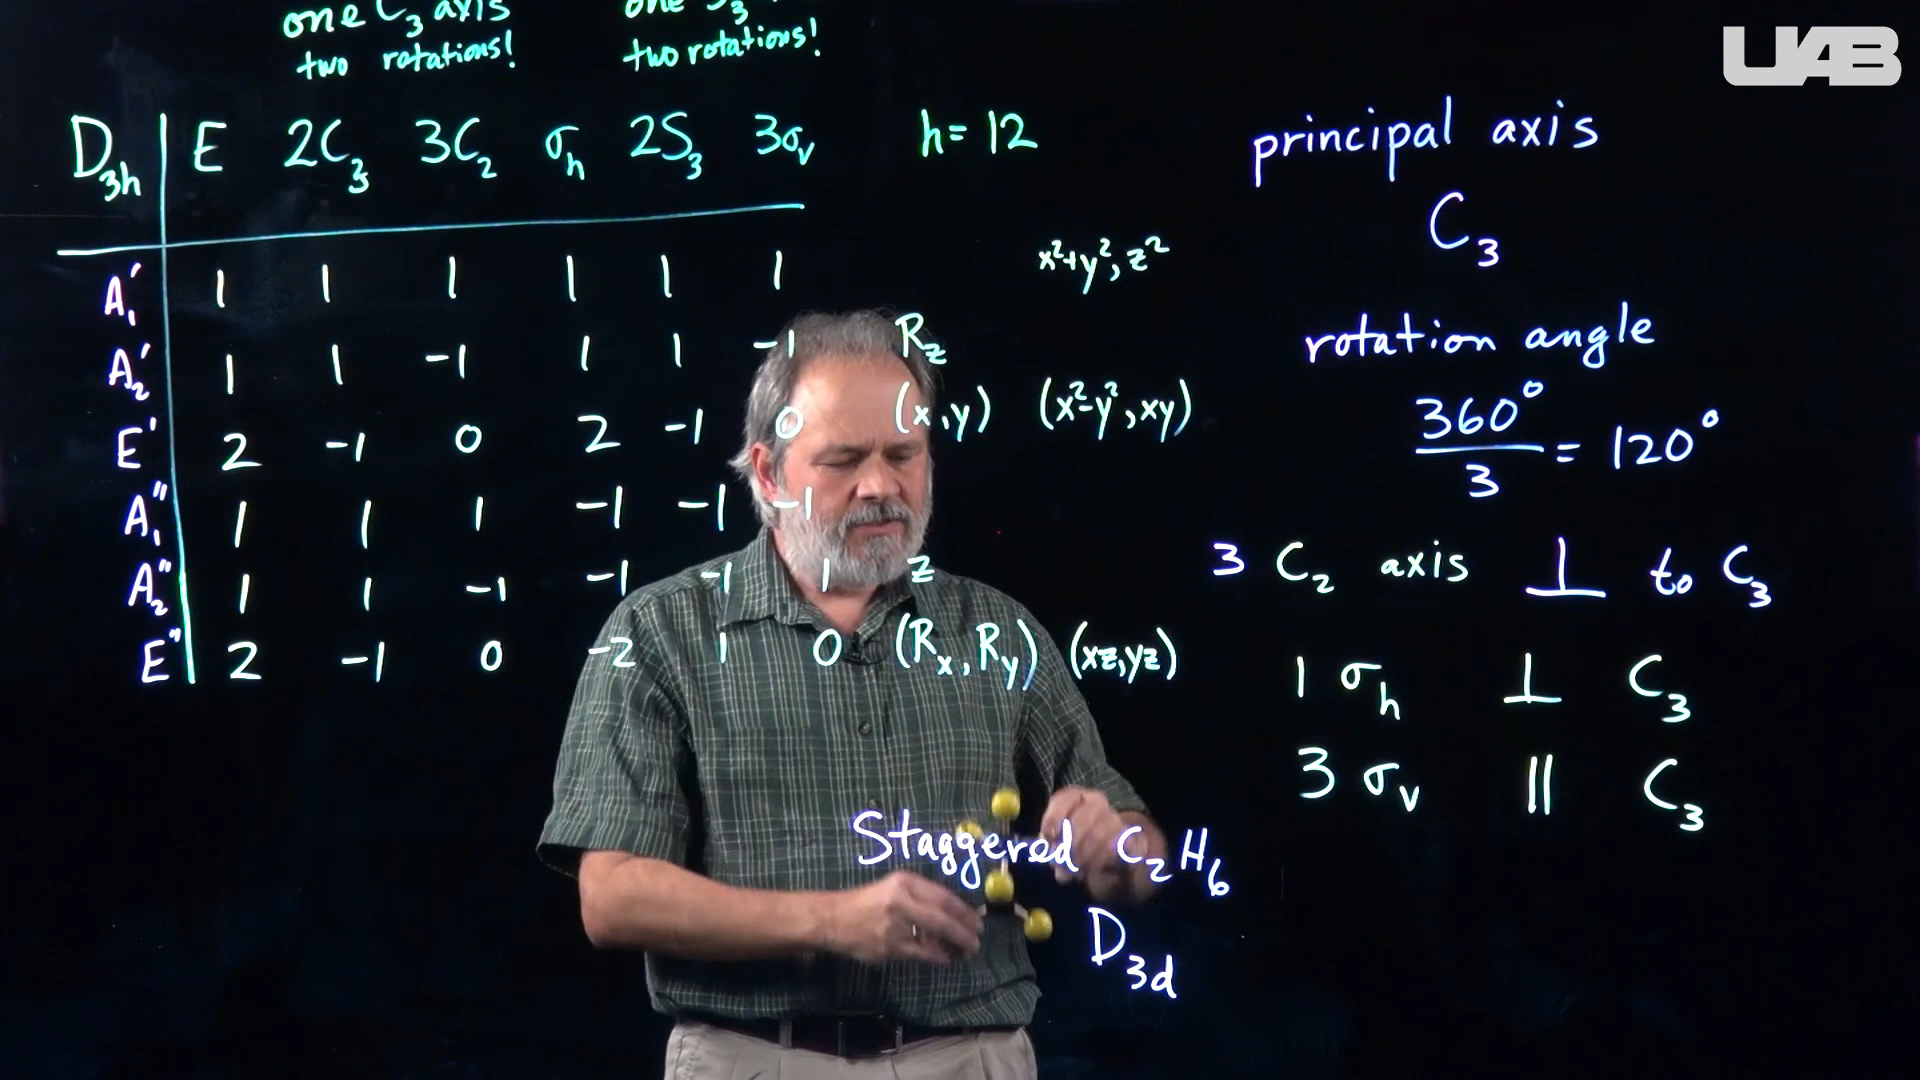 one C₃ axis
two rotations!
one S₃
two rotations!
UAB
D₃ₕ E 2C₃ 3C₂ σₕ 2S₃ 3σᵥ h=12
A₁′ 1 1 1 1 1 1 x²+y², z²
A₂′ 1 1 -1 1 1 -1 R_z
E′ 2 -1 0 2 -1 0 (x,y) (x²-y², xy)
A₁″ 1 1 1 -1 -1 -1
A₂″ 1 1 -1 -1 -1 1 z
E″ 2 -1 0 -2 1 0 (Rₓ, R_y) (xz, yz)
principal axis
C₃
rotation angle
360°/3 = 120°
3 C₂ axis ⊥ to C₃
1 σₕ ⊥ C₃
3 σᵥ || C₃
Staggered C₂H₆
D₃d